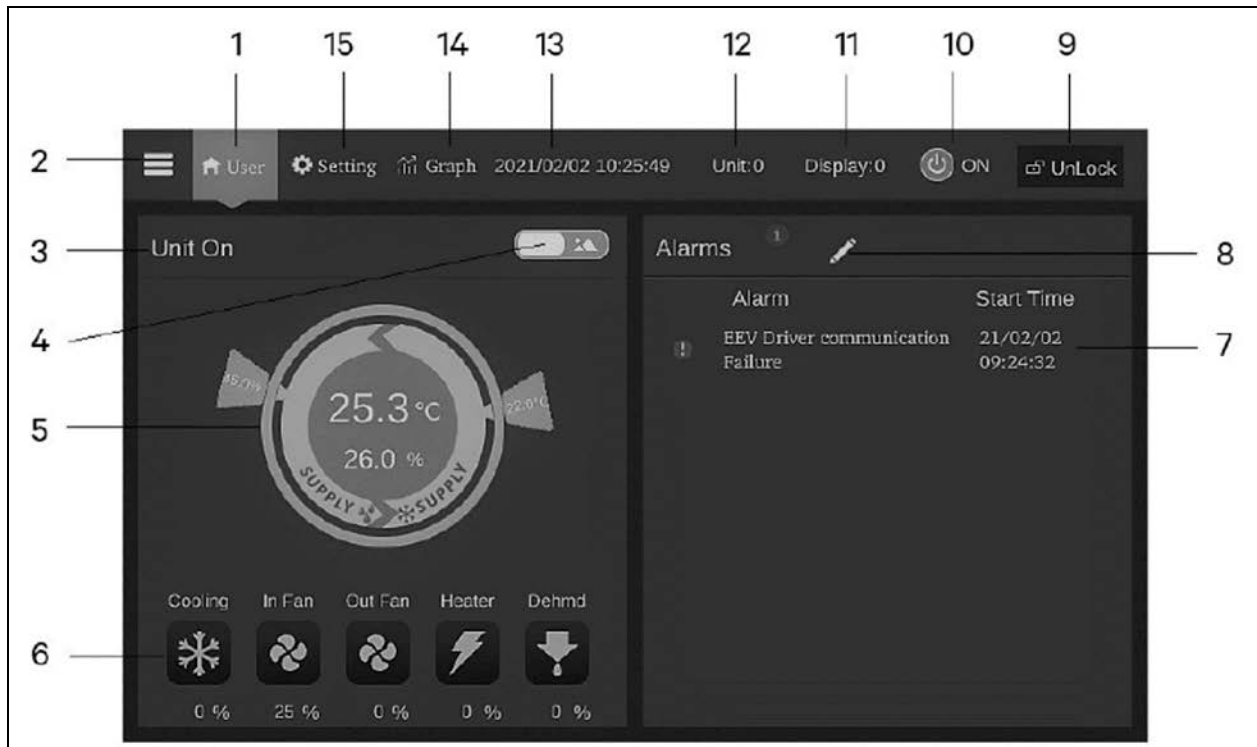 1 15 14 13 12 11 10 9
2 User Setting Graph 2021/02/02 10:25:49 Unit:0 Display:0 ON UnLock
3 Unit On
Alarms 1 8
4
Alarm Start Time
EEV Driver communication 21/02/02 7
Failure 09:24:32
45.0% 22.0°C
5
25.3 °C
26.0 %
SUPPLY SUPPLY
Cooling In Fan Out Fan Heater Dehmd
6
0 % 25 % 0 % 0 % 0 %